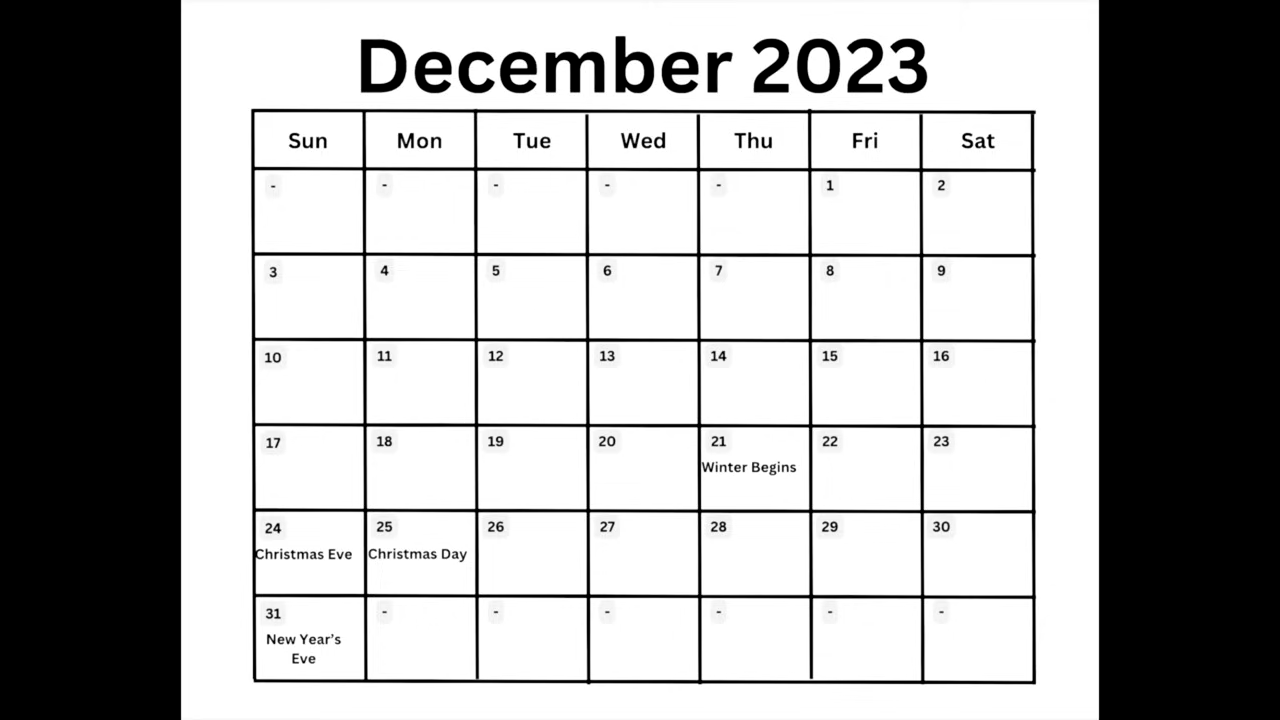 December 2023
Sun Mon Tue Wed Thu Fri Sat
- - - - - 1 2
3 4 5 6 7 8 9
10 11 12 13 14 15 16
17 18 19 20 21 22 23
Winter Begins
24 25 26 27 28 29 30
Christmas Eve Christmas Day
31 - - - - - -
New Year's
Eve